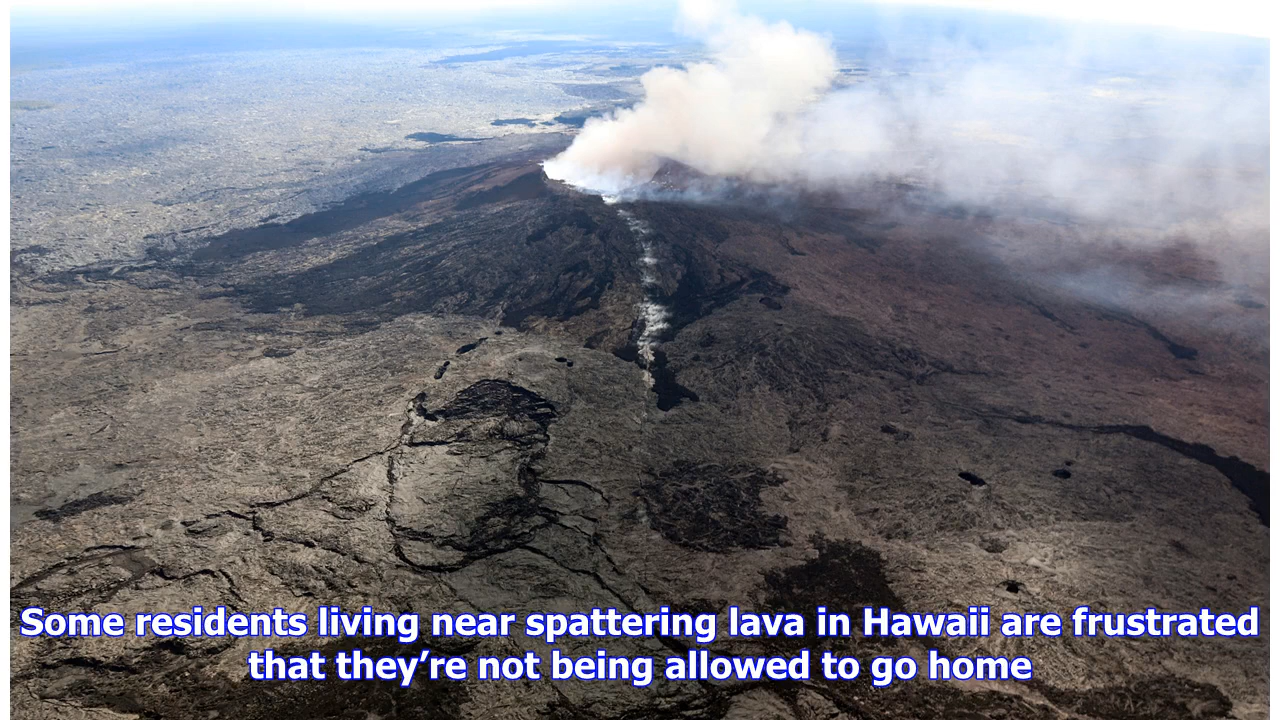 Some residents living near spattering lava in Hawaii are frustrated
that they’re not being allowed to go home